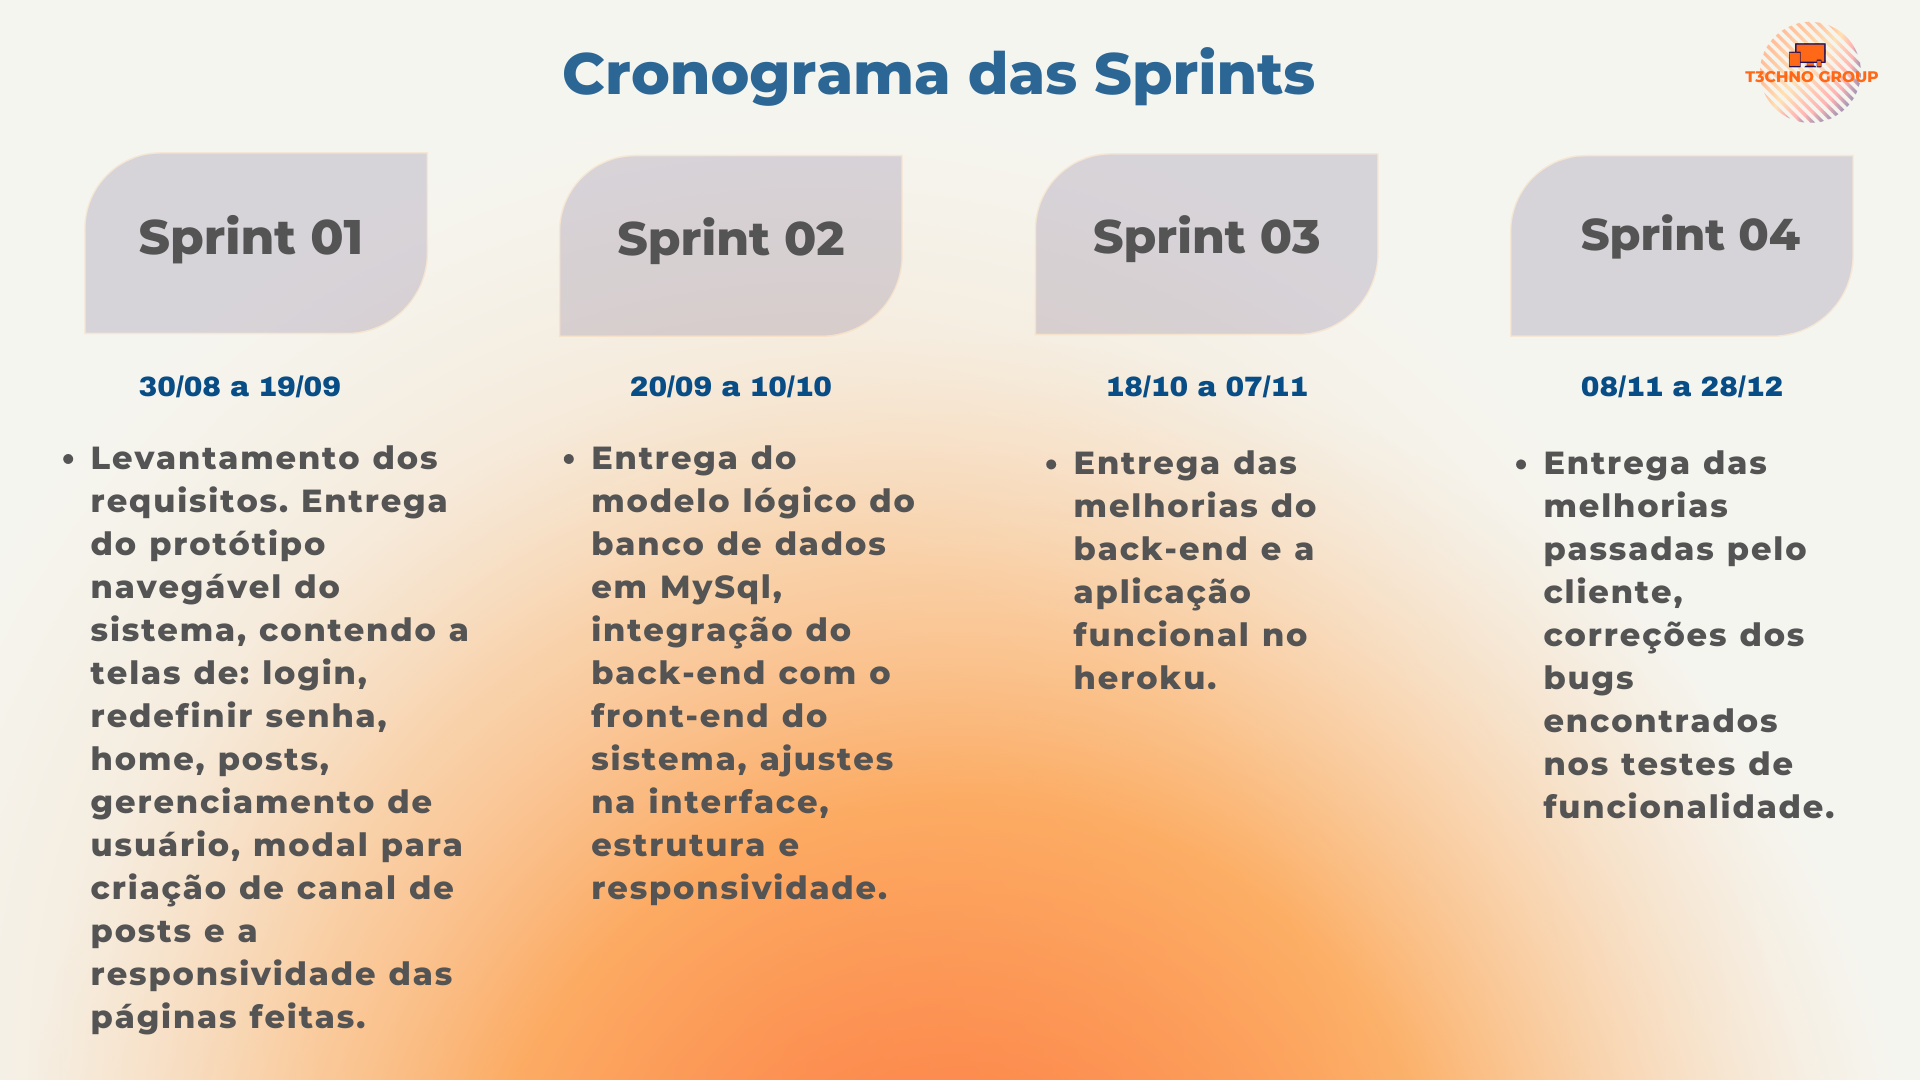 Cronograma das Sprints
T3CHNO GROUP
Sprint 01
30/08 a 19/09
• Levantamento dos
requisitos. Entrega
do protótipo
navegável do
sistema, contendo a
telas de: login,
redefinir senha,
home, posts,
gerenciamento de
usuário, modal para
criação de canal de
posts e a
responsividade das
páginas feitas.
Sprint 02
20/09 a 10/10
• Entrega do
modelo lógico do
banco de dados
em MySql,
integração do
back-end com o
front-end do
sistema, ajustes
na interface,
estrutura e
responsividade.
Sprint 03
18/10 a 07/11
• Entrega das
melhorias do
back-end e a
aplicação
funcional no
heroku.
Sprint 04
08/11 a 28/12
• Entrega das
melhorias
passadas pelo
cliente,
correções dos
bugs
encontrados
nos testes de
funcionalidade.